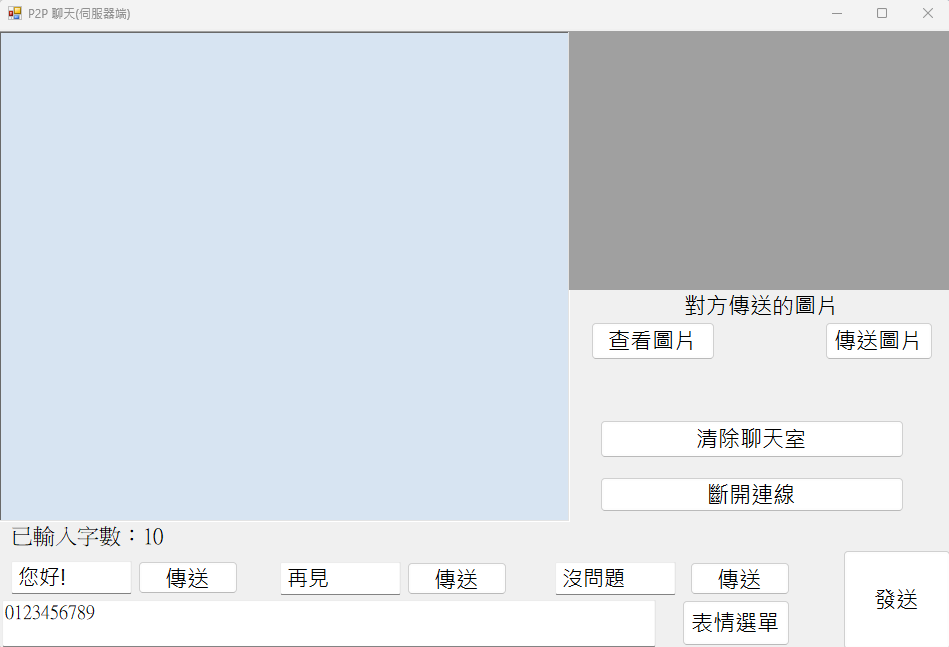 P2P 聊天(伺服器端)
對方傳送的圖片
查看圖片
傳送圖片
清除聊天室
斷開連線
已輸入字數：10
您好!
傳送
再見
傳送
沒問題
傳送
發送
0123456789
表情選單